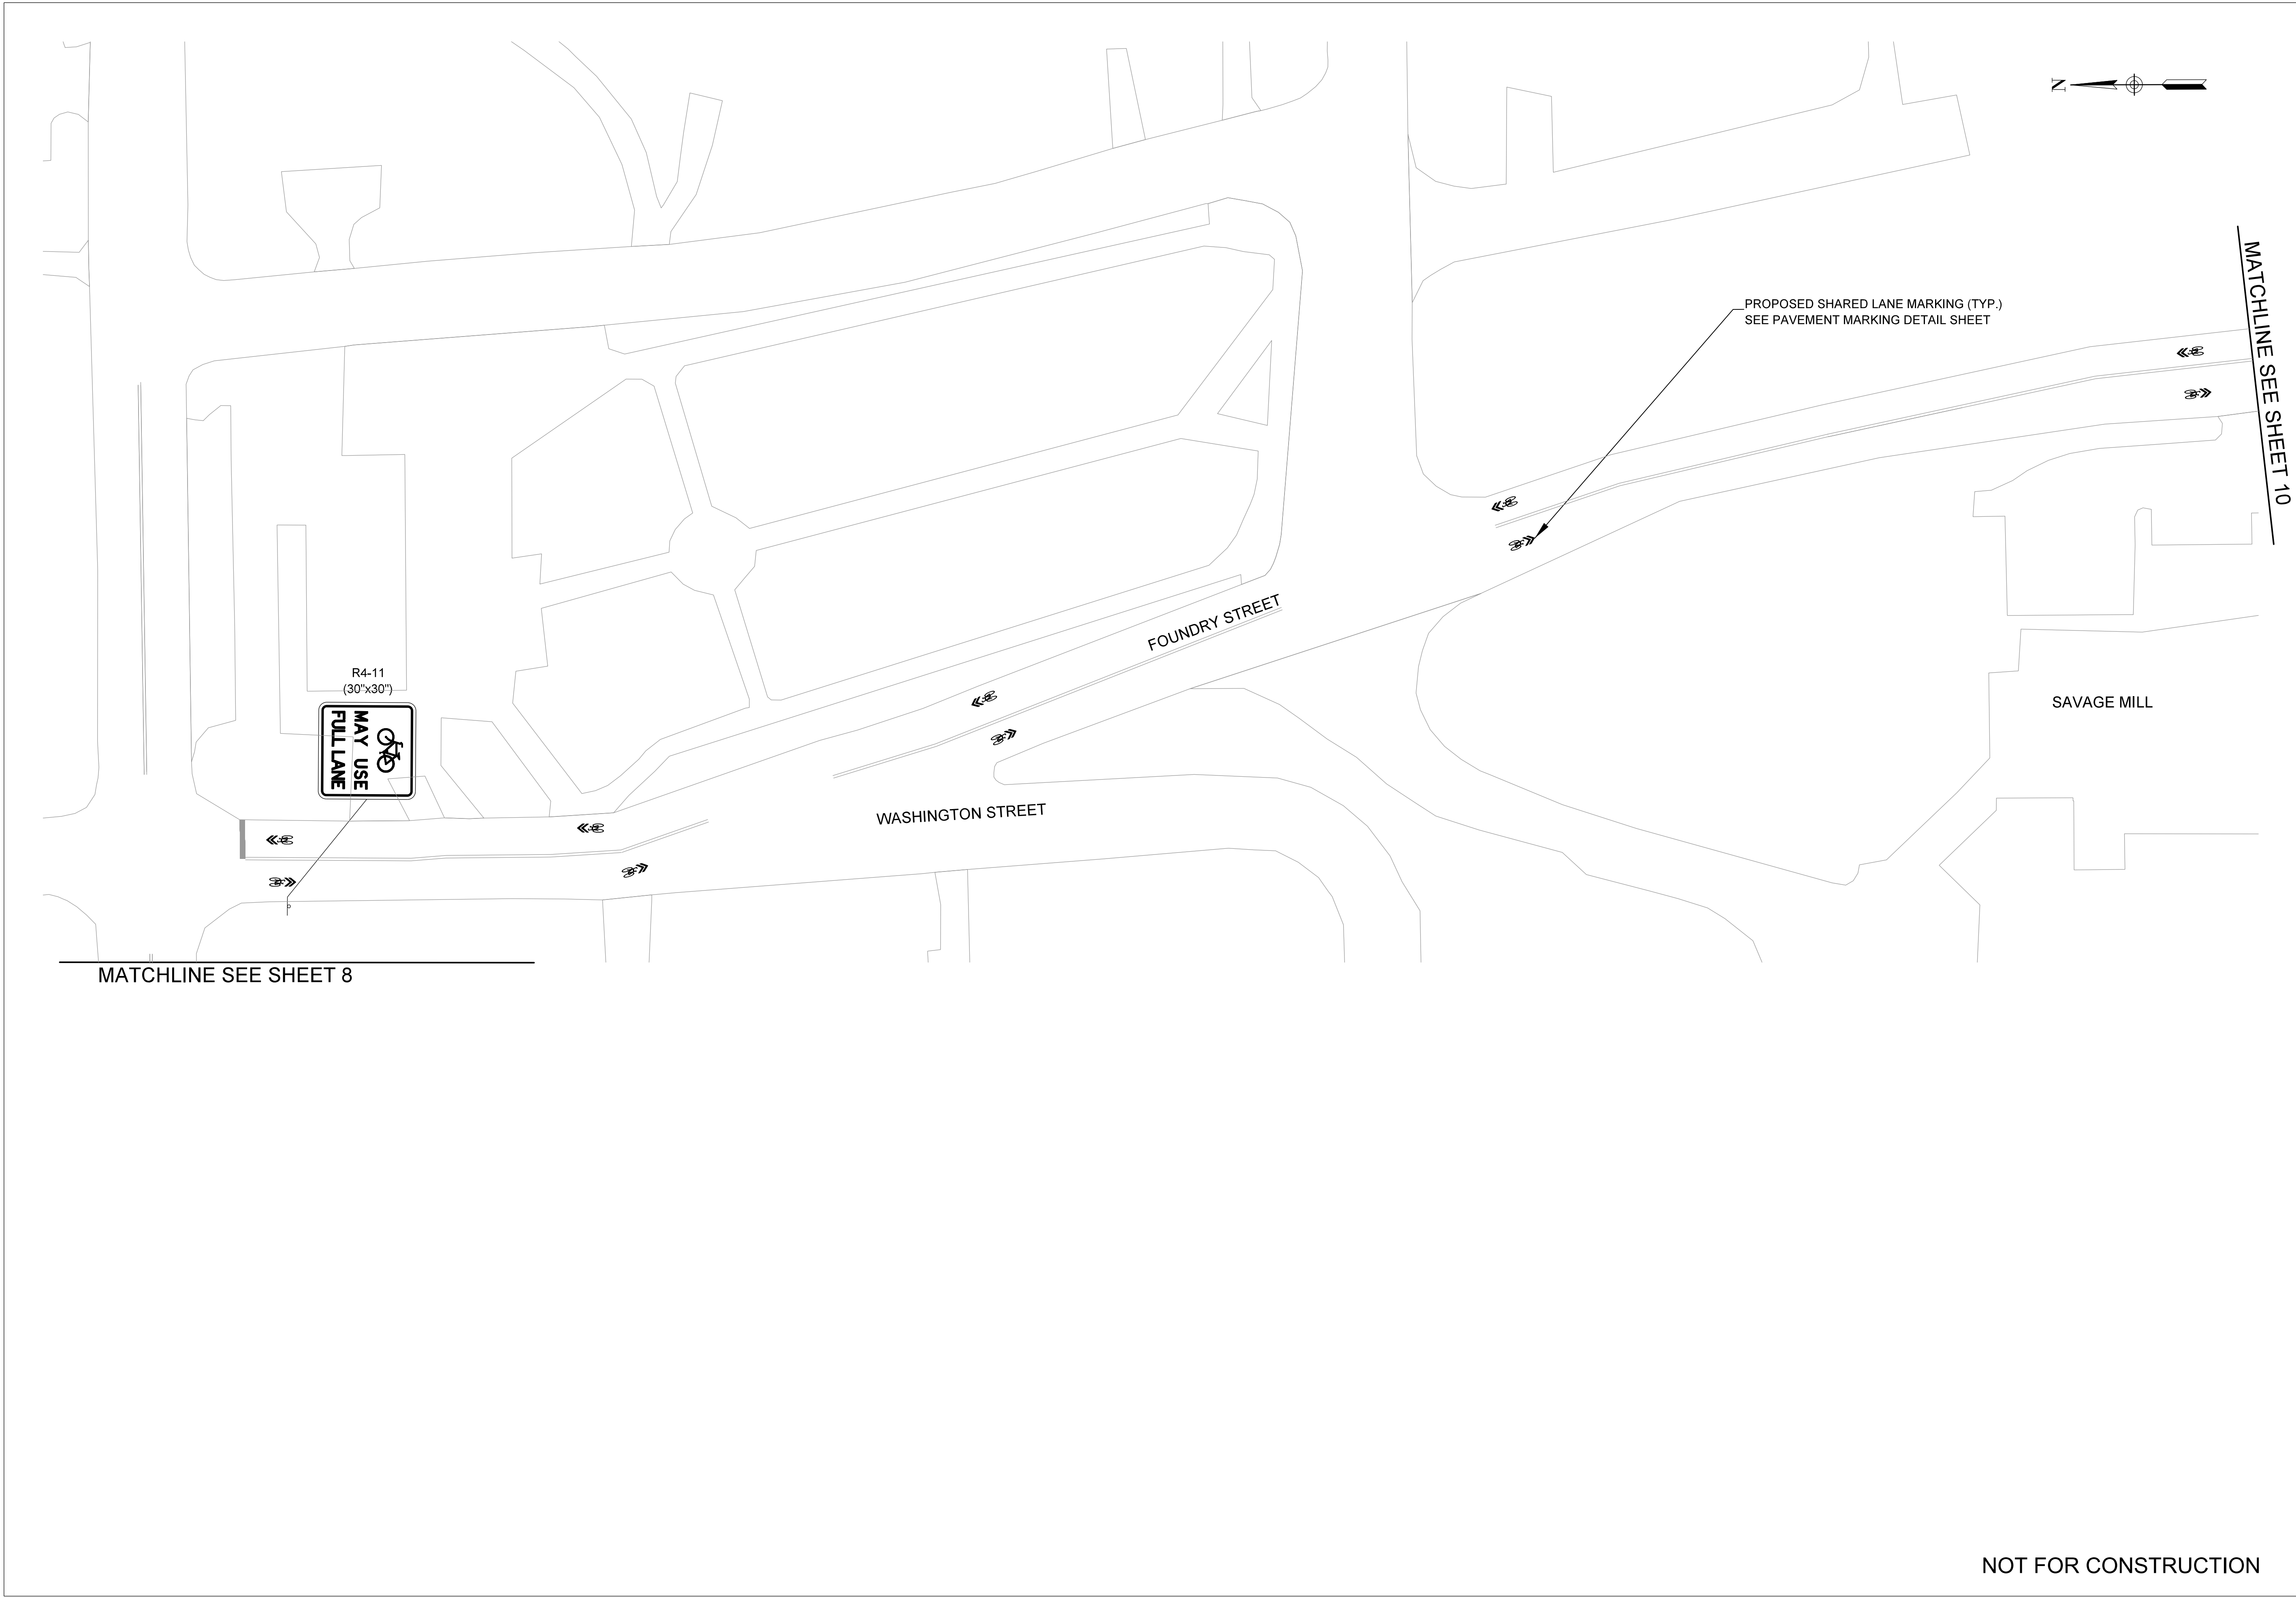 N
MATCHLINE SEE SHEET 10
PROPOSED SHARED LANE MARKING (TYP.)
SEE PAVEMENT MARKING DETAIL SHEET
FOUNDRY STREET
R4-11
(30"x30")
MAY USE
FULL LANE
SAVAGE MILL
WASHINGTON STREET
MATCHLINE SEE SHEET 8
NOT FOR CONSTRUCTION